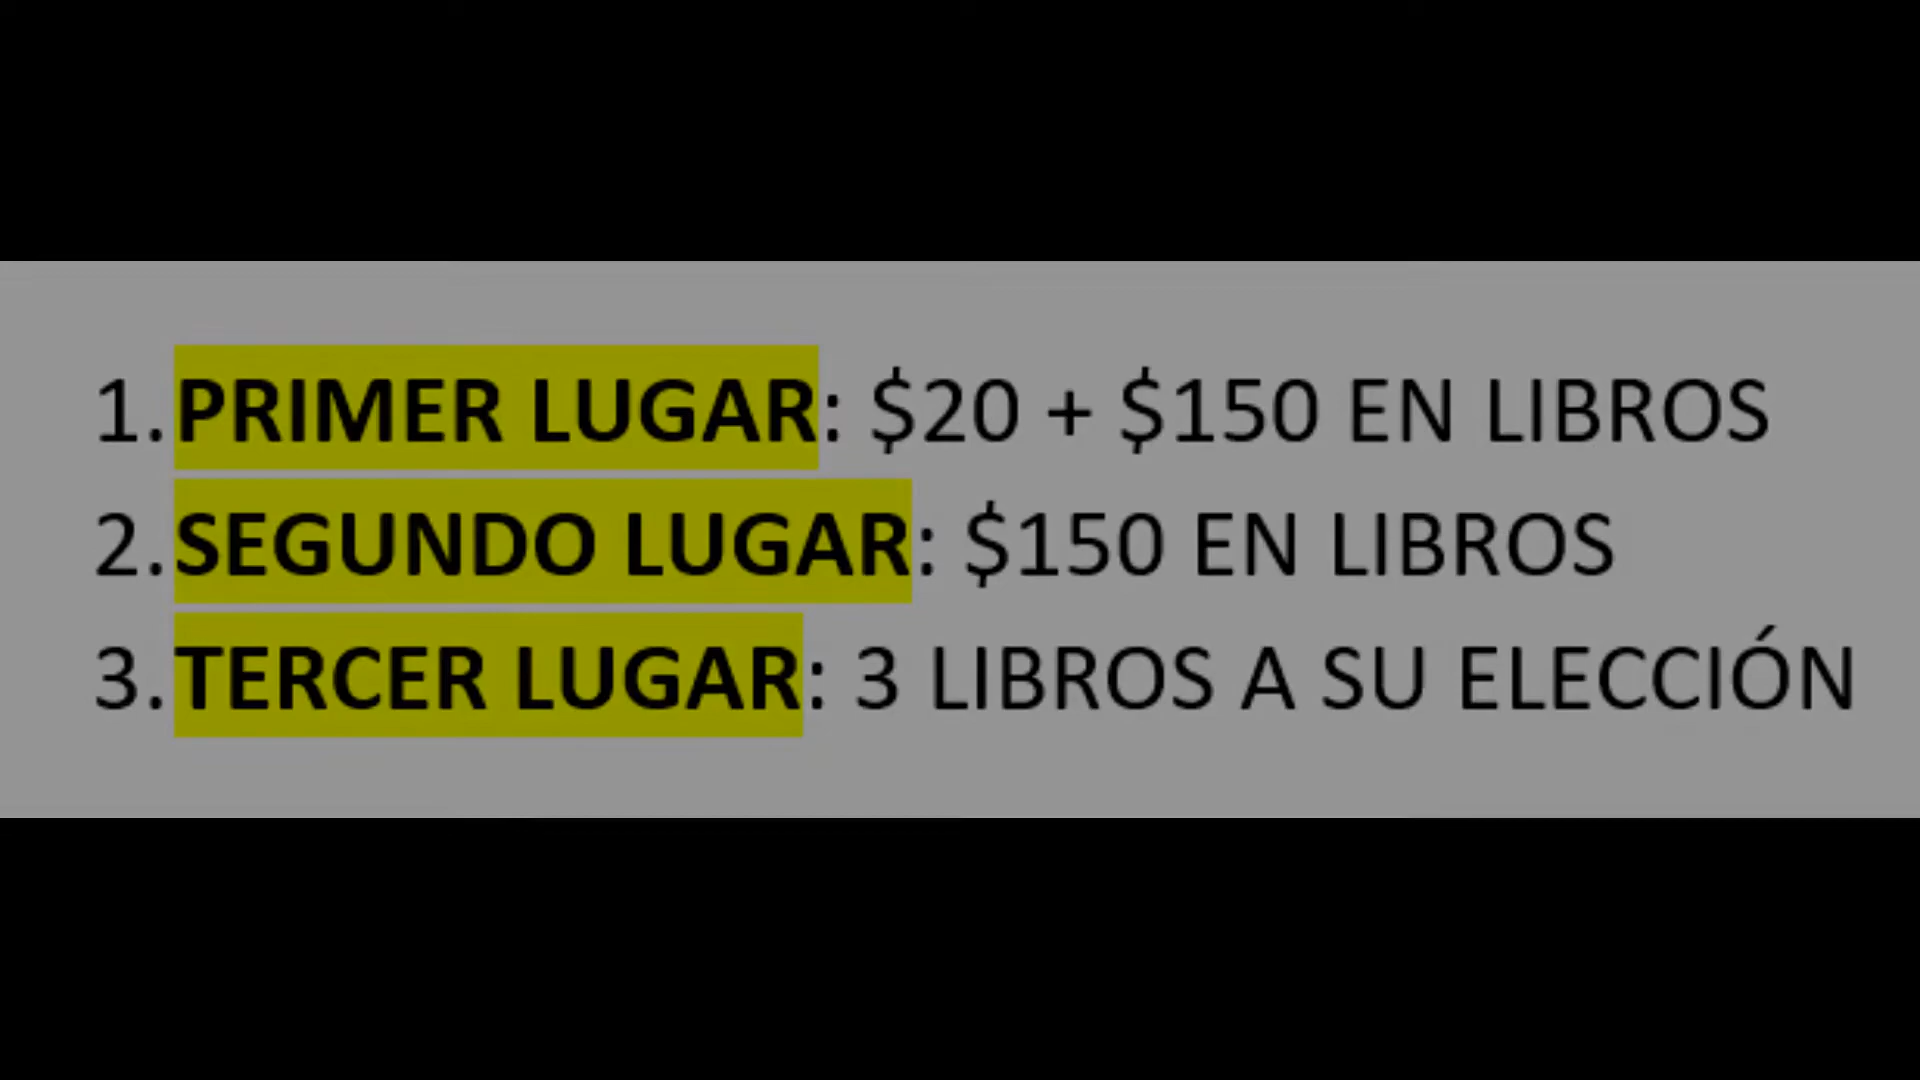 1. PRIMER LUGAR: $20 + $150 EN LIBROS
2. SEGUNDO LUGAR: $150 EN LIBROS
3. TERCER LUGAR: 3 LIBROS A SU ELECCIÓN